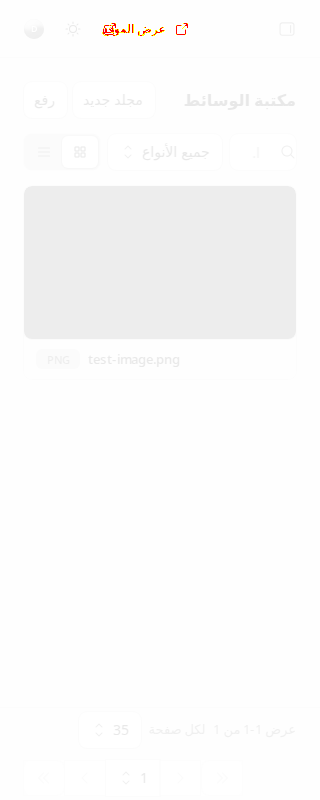 عرض
مكتبة الوسائط
مجلد جديد
رفع
جميع الأنواع
PNG
test-image.png
عرض 1-1 من 1
لكل صفحة
35
1